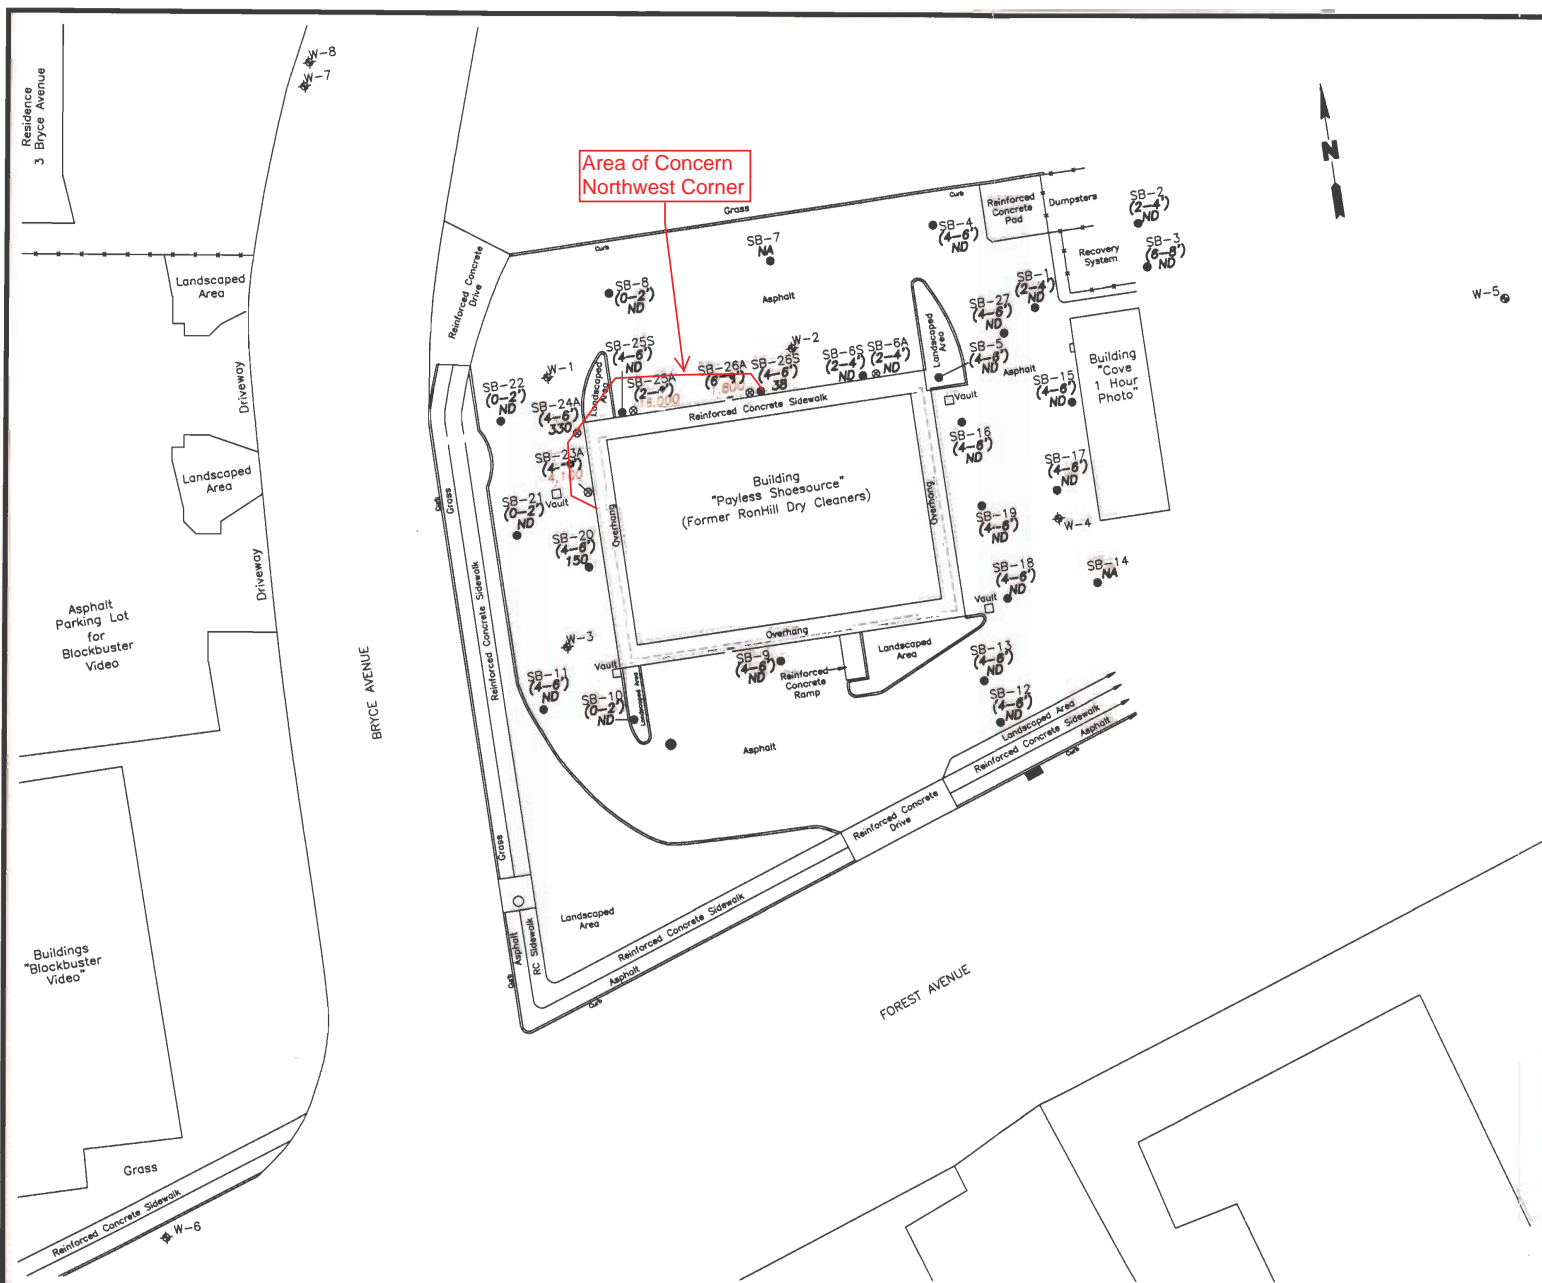 W-8
W-7
Residence
3 Bryce Avenue
Area of Concern
Northwest Corner
N
Grass
Curb
Curb
Reinforced
Concrete
Pad
Dumpsters
Recovery
System
SB-2
(2-4')
ND
SB-3
(6-8')
ND
SB-4
(4-6')
ND
SB-7
NA
SB-8
(0-2')
ND
Asphalt
SB-1
(2-4')
ND
SB-27
(4-6')
ND
SB-5
(4-6')
ND
W-5
Landscaped
Area
Reinforced Concrete
Drive
Landscaped
Area
W-2
W-1
SB-25S
(4-6')
ND
SB-25A
(2-4')
SB-26A
1,800
SB-26S
(4-6')
38
SB-6S
(2-4')
ND
SB-6A
(2-4')
ND
Asphalt
Building
"Cove
1 Hour
Photo"
SB-15
(4-6')
ND
SB-22
(0-2')
ND
SB-24A
(4-6')
330
Landscaped
Area
Reinforced Concrete Sidewalk
Vault
SB-16
(4-6')
ND
SB-17
(4-6')
ND
SB-23A
4,100
Vault
SB-21
(0-2')
ND
SB-20
(4-6')
150
Driveway
Landscaped
Area
Driveway
Curb
Grass
Building
"Payless Shoesource"
(Former RonHill Dry Cleaners)
Overhang
Overhang
SB-19
(4-6')
ND
W-4
SB-18
(4-6')
ND
SB-14
NA
Vault
Asphalt
Parking Lot
for
Blockbuster
Video
BRYCE AVENUE
Reinforced Concrete Sidewalk
W-3
Vault
Overhang
SB-9
(4-6')
ND
Reinforced
Concrete
Ramp
Landscaped
Area
SB-13
(4-6')
ND
SB-12
(4-6')
ND
SB-11
(4-6')
ND
SB-10
(0-2')
ND
Landscaped Area
Asphalt
Landscaped Area
Reinforced Concrete Sidewalk
Asphalt
Curb
Reinforced Concrete
Drive
Grass
Landscaped
Area
Reinforced Concrete Sidewalk
Asphalt
Curb
Asphalt
RC Sidewalk
Curb
Buildings
"Blockbuster
Video"
FOREST AVENUE
Grass
Reinforced Concrete Sidewalk
W-6